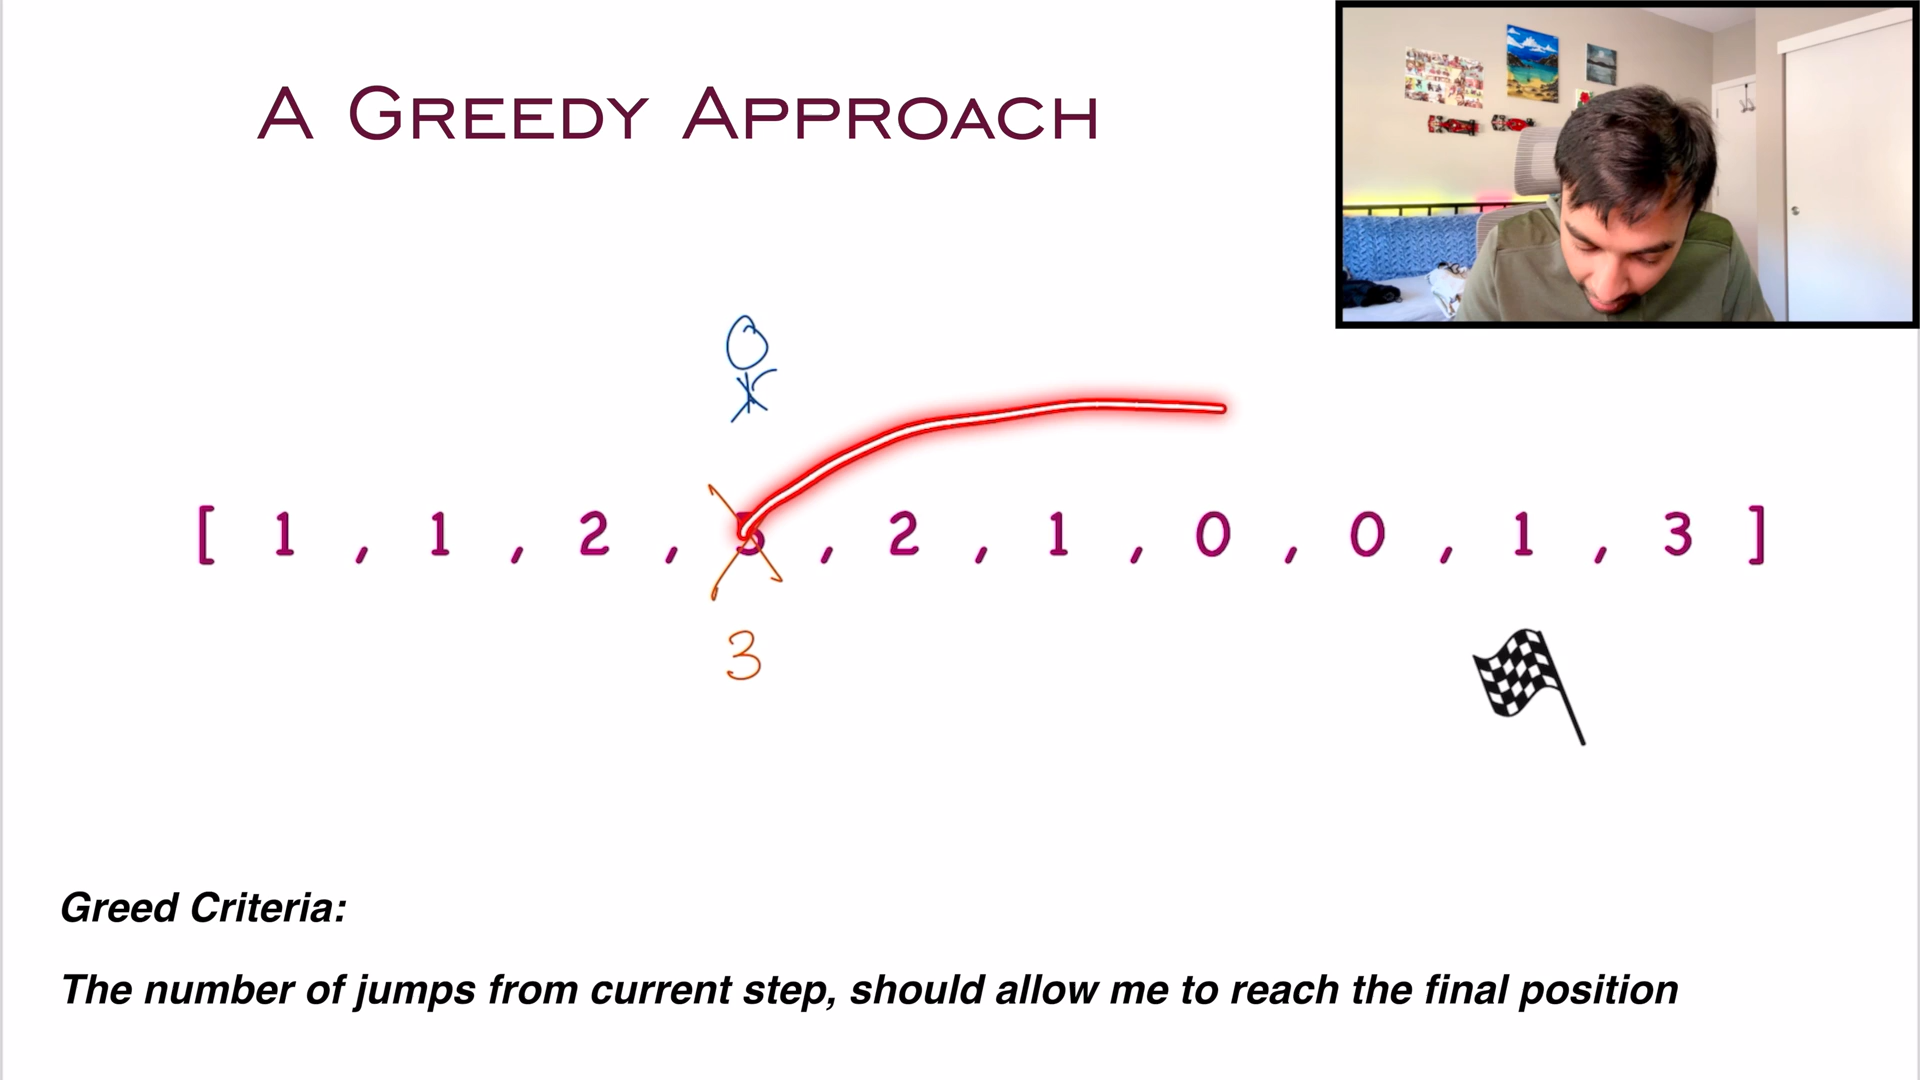 A GREEDY APPROACH
[ 1 , 1 , 2 , 5 , 2 , 1 , 0 , 0 , 1 , 3 ]
3
Greed Criteria:
The number of jumps from current step, should allow me to reach the final position